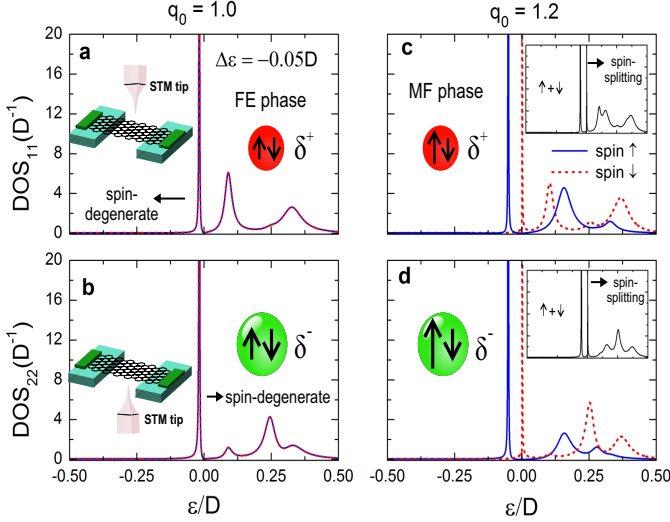 q₀ = 1.0
q₀ = 1.2
a
Δε = −0.05D
STM tip
FE phase
δ⁺
spin-
degenerate
DOS₁₁(D⁻¹)
20
16
12
8
4
0
c
MF phase
δ⁺
↑+↓
spin-
splitting
spin ↑
spin ↓
b
STM tip
δ⁻
spin-degenerate
DOS₂₂(D⁻¹)
20
16
12
8
4
0
-0.50
-0.25
0.00
0.25
0.50
ε/D
d
δ⁻
↑+↓
spin-
splitting
-0.50
-0.25
0.00
0.25
0.50
ε/D